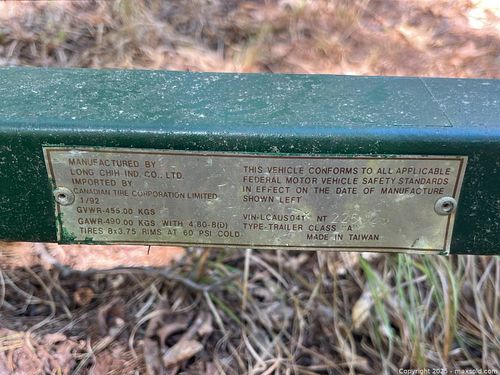 MANUFACTURED BY
LONG CHIH IND. CO., LTD.
IMPORTED BY
CANADIAN TIRE CORPORATION LIMITED
1/92
GVWR-455.00 KGS
GAWR-490.00 KGS WITH 4.80-8(D)
TIRES 8x3.75 RIMS AT 60 PSI COLD
THIS VEHICLE CONFORMS TO ALL APPLICABLE
FEDERAL MOTOR VEHICLE SAFETY STANDARDS
IN EFFECT ON THE DATE OF MANUFACTURE
SHOWN LEFT
VIN-LCAUS041 NT
TYPE-TRAILER CLASS "A"
MADE IN TAIWAN
Copyright 2025 - maxsold.com